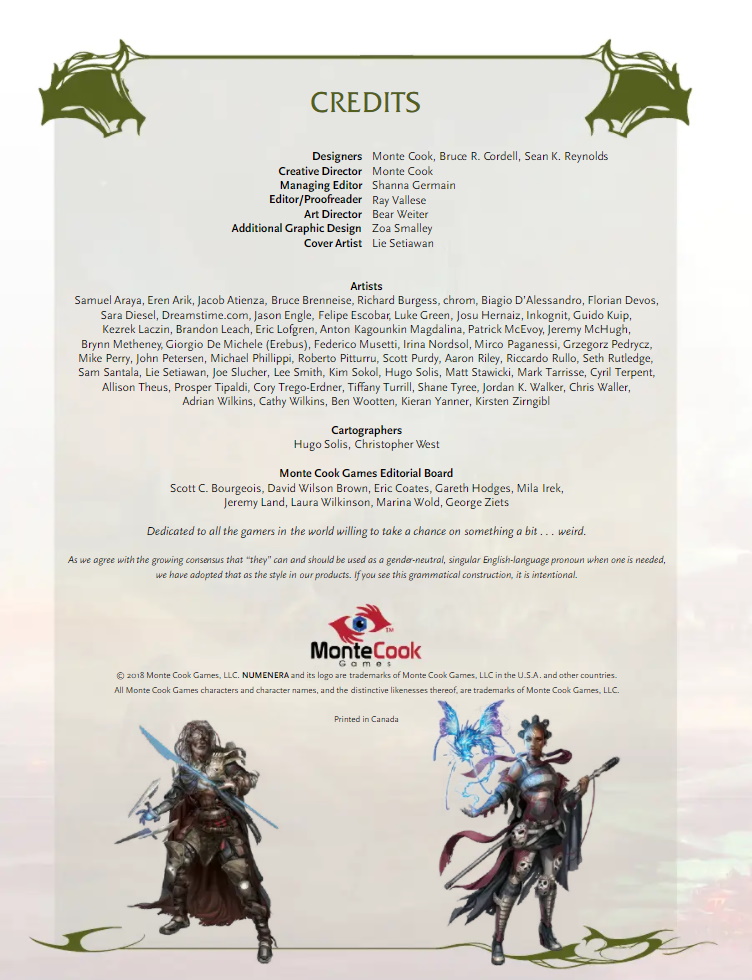 CREDITS
Designers Monte Cook, Bruce R. Cordell, Sean K. Reynolds
Creative Director Monte Cook
Managing Editor Shanna Germain
Editor/Proofreader Ray Vallese
Art Director Bear Weiter
Additional Graphic Design Zoa Smalley
Cover Artist Lie Setiawan
Artists
Samuel Araya, Eren Arik, Jacob Atienza, Bruce Brenneise, Richard Burgess, chrom, Biagio D'Alessandro, Florian Devos,
Sara Diesel, Dreamstime.com, Jason Engle, Felipe Escobar, Luke Green, Josu Hernaiz, Inkognit, Guido Kuip,
Kezrek Laczin, Brandon Leach, Eric Lofgren, Anton Kagounkin Magdalina, Patrick McEvoy, Jeremy McHugh,
Brynn Metheney, Giorgio De Michele (Erebus), Federico Musetti, Irina Nordsol, Mirco Paganessi, Grzegorz Pedrycz,
Mike Perry, John Petersen, Michael Phillippi, Roberto Pitturru, Scott Purdy, Aaron Riley, Riccardo Rullo, Seth Rutledge,
Sam Santala, Lie Setiawan, Joe Slucher, Lee Smith, Kim Sokol, Hugo Solis, Matt Stawicki, Mark Tarrisse, Cyril Terpent,
Allison Theus, Prosper Tipaldi, Cory Trego-Erdner, Tiffany Turrill, Shane Tyree, Jordan K. Walker, Chris Waller,
Adrian Wilkins, Cathy Wilkins, Ben Wootten, Kieran Yanner, Kirsten Zirngibl
Cartographers
Hugo Solis, Christopher West
Monte Cook Games Editorial Board
Scott C. Bourgeois, David Wilson Brown, Eric Coates, Gareth Hodges, Mila Irek,
Jeremy Land, Laura Wilkinson, Marina Wold, George Ziets
Dedicated to all the gamers in the world willing to take a chance on something a bit . . . weird.
As we agree with the growing consensus that “they” can and should be used as a gender-neutral, singular English-language pronoun when one is needed,
we have adopted that as the style in our products. If you see this grammatical construction, it is intentional.
TM
MonteCook
Games
© 2018 Monte Cook Games, LLC. NUMENERA and its logo are trademarks of Monte Cook Games, LLC in the U.S.A. and other countries.
All Monte Cook Games characters and character names, and the distinctive likenesses thereof, are trademarks of Monte Cook Games, LLC.
Printed in Canada